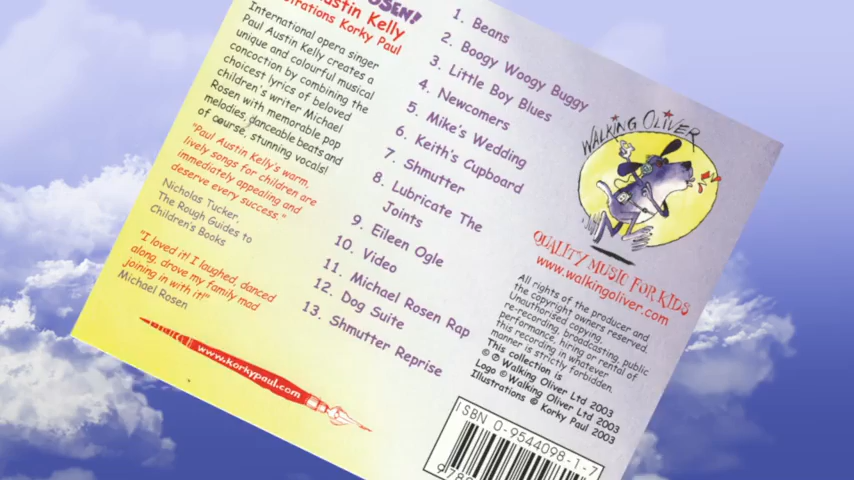 OSEN!
ustin Kelly
strations Korky Paul
International opera singer
Paul Austin Kelly creates a
unique and colourful musical
concoction by combining the
choicest lyrics of beloved
children's writer Michael
Rosen with memorable pop
melodies, danceable beats and
of course, stunning vocals!
"Paul Austin Kelly's warm,
lively songs for children are
immediately appealing and
deserve every success."
Nicholas Tucker,
The Rough Guides to
Children's Books
"I loved it! I laughed, danced
along, drove my family mad
joining in with it!"
Michael Rosen
www.korkypaul.com
1. Beans
2. Boogy Woogy Buggy
3. Little Boy Blues
4. Newcomers
5. Mike's Wedding
6. Keith's Cupboard
7. Shmutter
8. Lubricate The
Joints
9. Eileen Ogle
10. Video
11. Michael Rosen Rap
12. Dog Suite
13. Shmutter Reprise
WALKING OLIVER
QUALITY MUSIC FOR KIDS
www.walkingoliver.com
All rights of the producer and
the copyright owners reserved.
Unauthorised copying,
re-recording, broadcasting, public
performance, hiring or rental of
this recording in whatever
manner is strictly forbidden.
This collection is
© ℗ Walking Oliver Ltd 2003
Logo © Walking Oliver Ltd 2003
Illustrations © Korky Paul 2003
ISBN 0-9544098-1-7